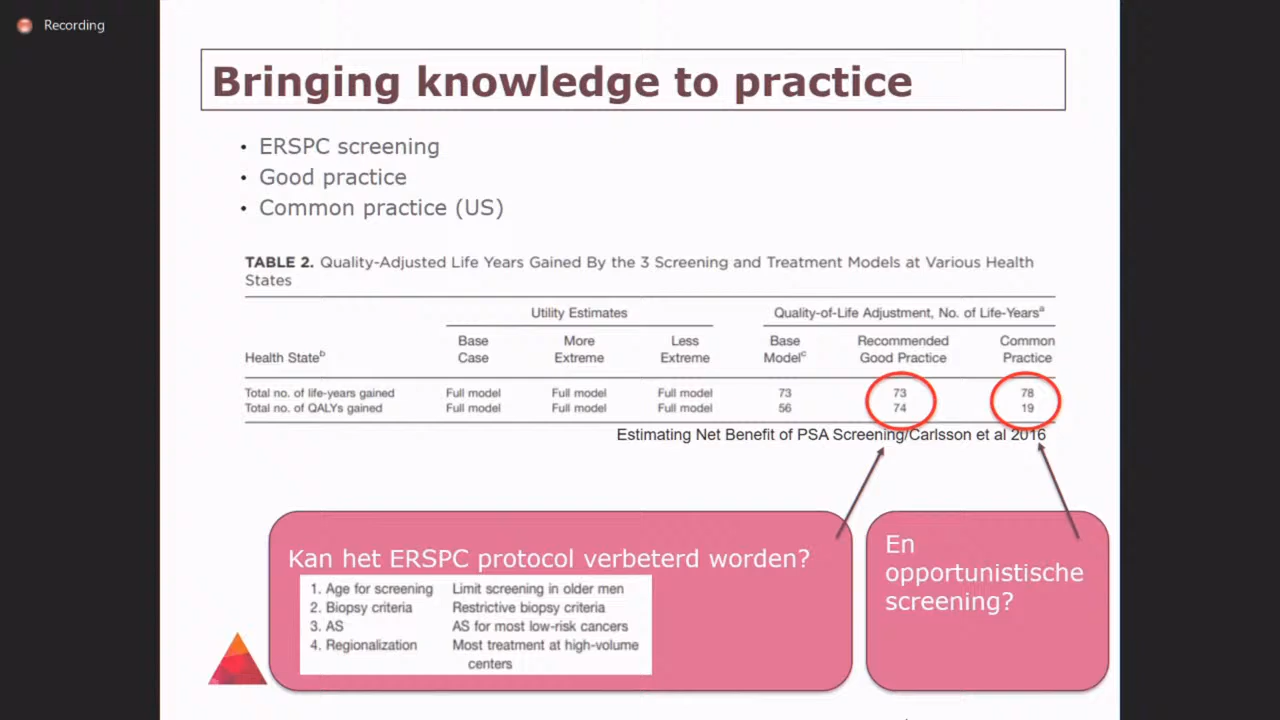 Recording
Bringing knowledge to practice
• ERSPC screening
• Good practice
• Common practice (US)
TABLE 2. Quality-Adjusted Life Years Gained By the 3 Screening and Treatment Models at Various Health
States
Utility Estimates Quality-of-Life Adjustment, No. of Life-Yearsa
Base More Less Base Recommended Common
Health Stateb Case Extreme Extreme Modelc Good Practice Practice
Total no. of life-years gained Full model Full model Full model 73 73 78
Total no. of QALYs gained Full model Full model Full model 56 74 19
Estimating Net Benefit of PSA Screening/Carlsson et al 2016
Kan het ERSPC protocol verbeterd worden?
1. Age for screening Limit screening in older men
2. Biopsy criteria Restrictive biopsy criteria
3. AS AS for most low-risk cancers
4. Regionalization Most treatment at high-volume
centers
En
opportunistische
screening?